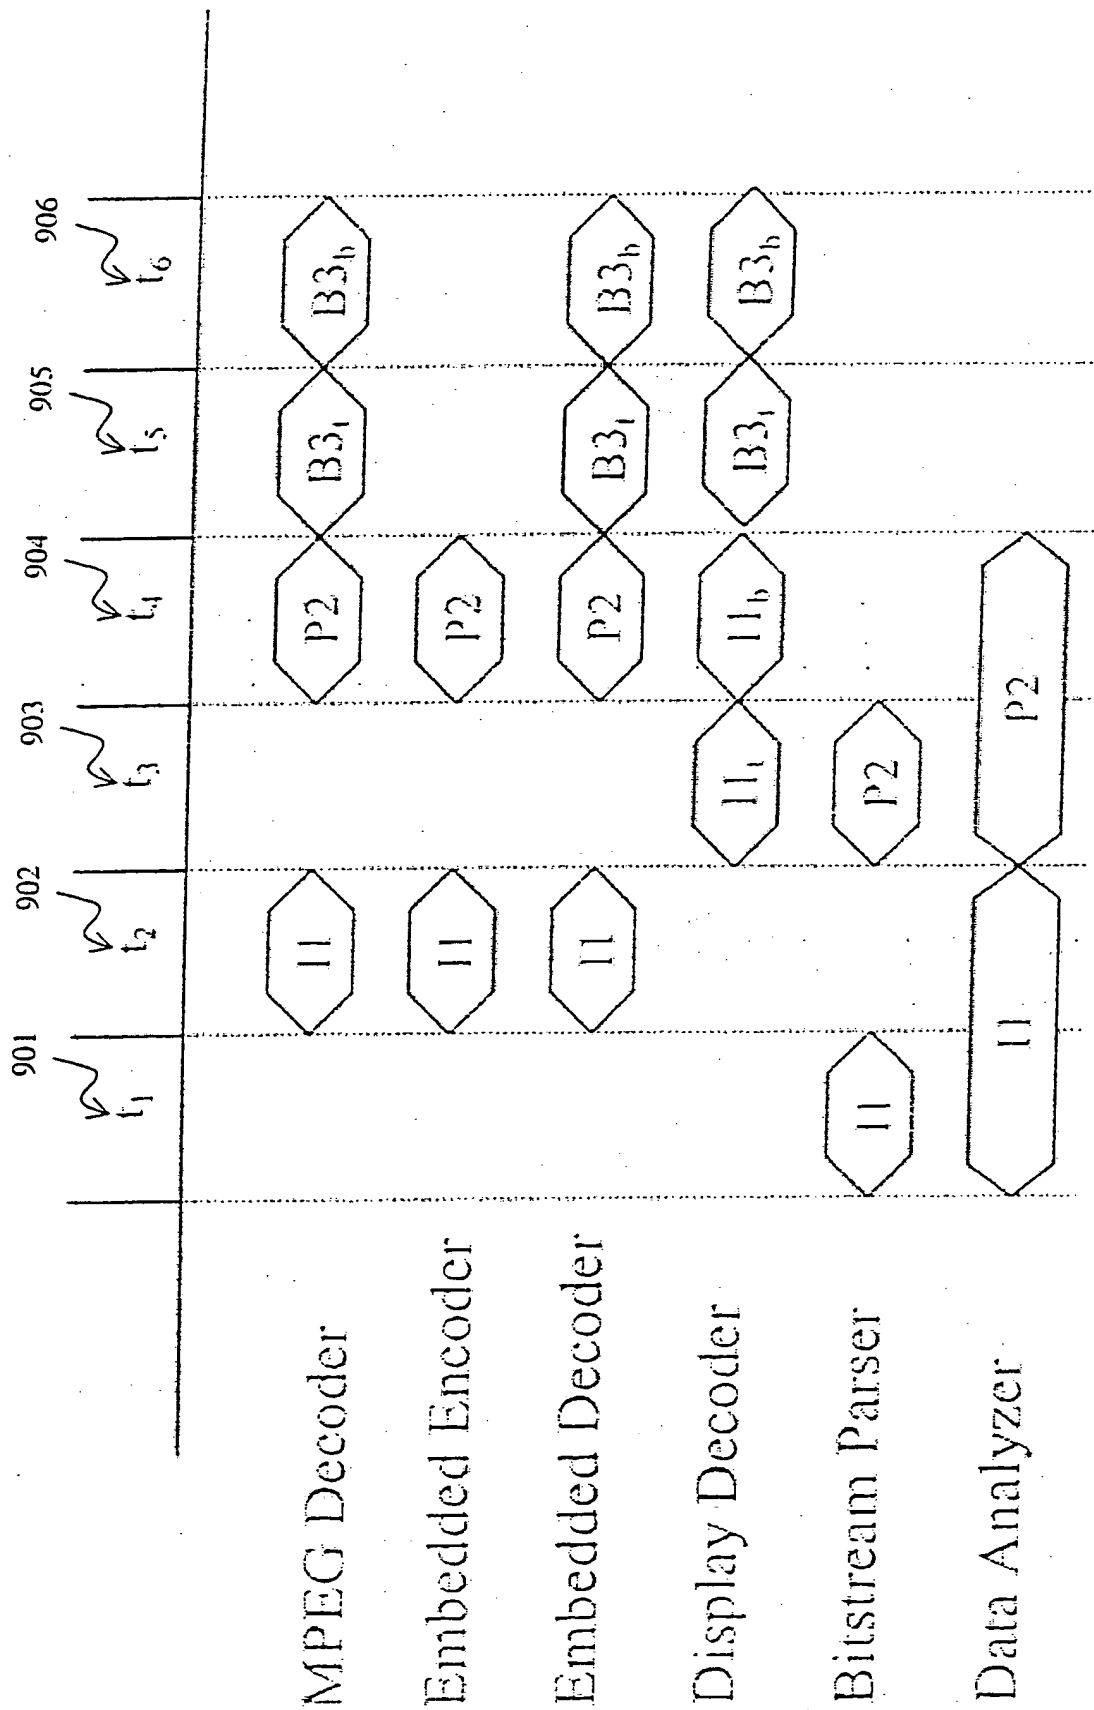 901 902 903 904 905 906
t1 t2 t3 t4 t5 t6
MPEG Decoder I1 P2 B3t B3b
Embedded Encoder I1 P2
Embedded Decoder I1 P2 B3t B3b
Display Decoder I1t I1b B3t B3b
Bitstream Parser I1 P2
Data Analyzer I1 P2